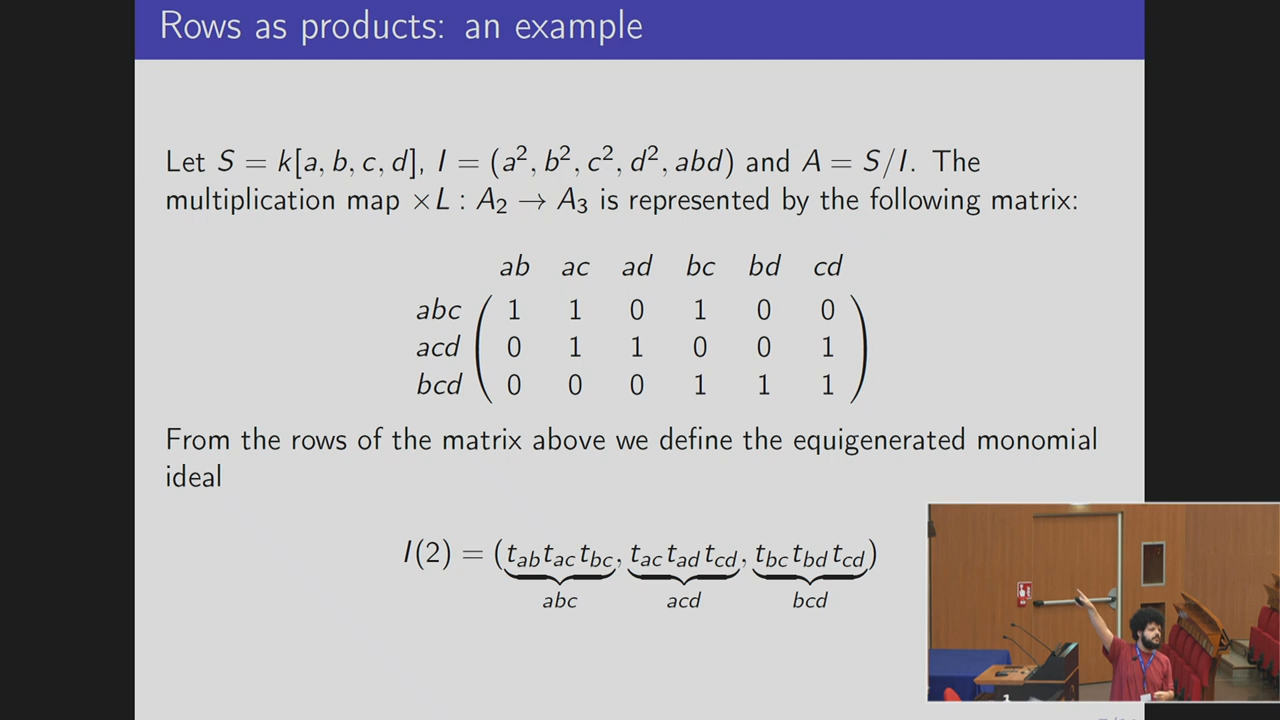 Rows as products: an example
Let S = k[a, b, c, d], I = (a², b², c², d², abd) and A = S/I. The
multiplication map ×L : A₂ → A₃ is represented by the following matrix:
ab ac ad bc bd cd
abc 1 1 0 1 0 0
acd 0 1 1 0 0 1
bcd 0 0 0 1 1 1
From the rows of the matrix above we define the equigenerated monomial
ideal
I(2) = (t_ab t_ac t_bc, t_ac t_ad t_cd, t_bc t_bd t_cd)
abc acd bcd